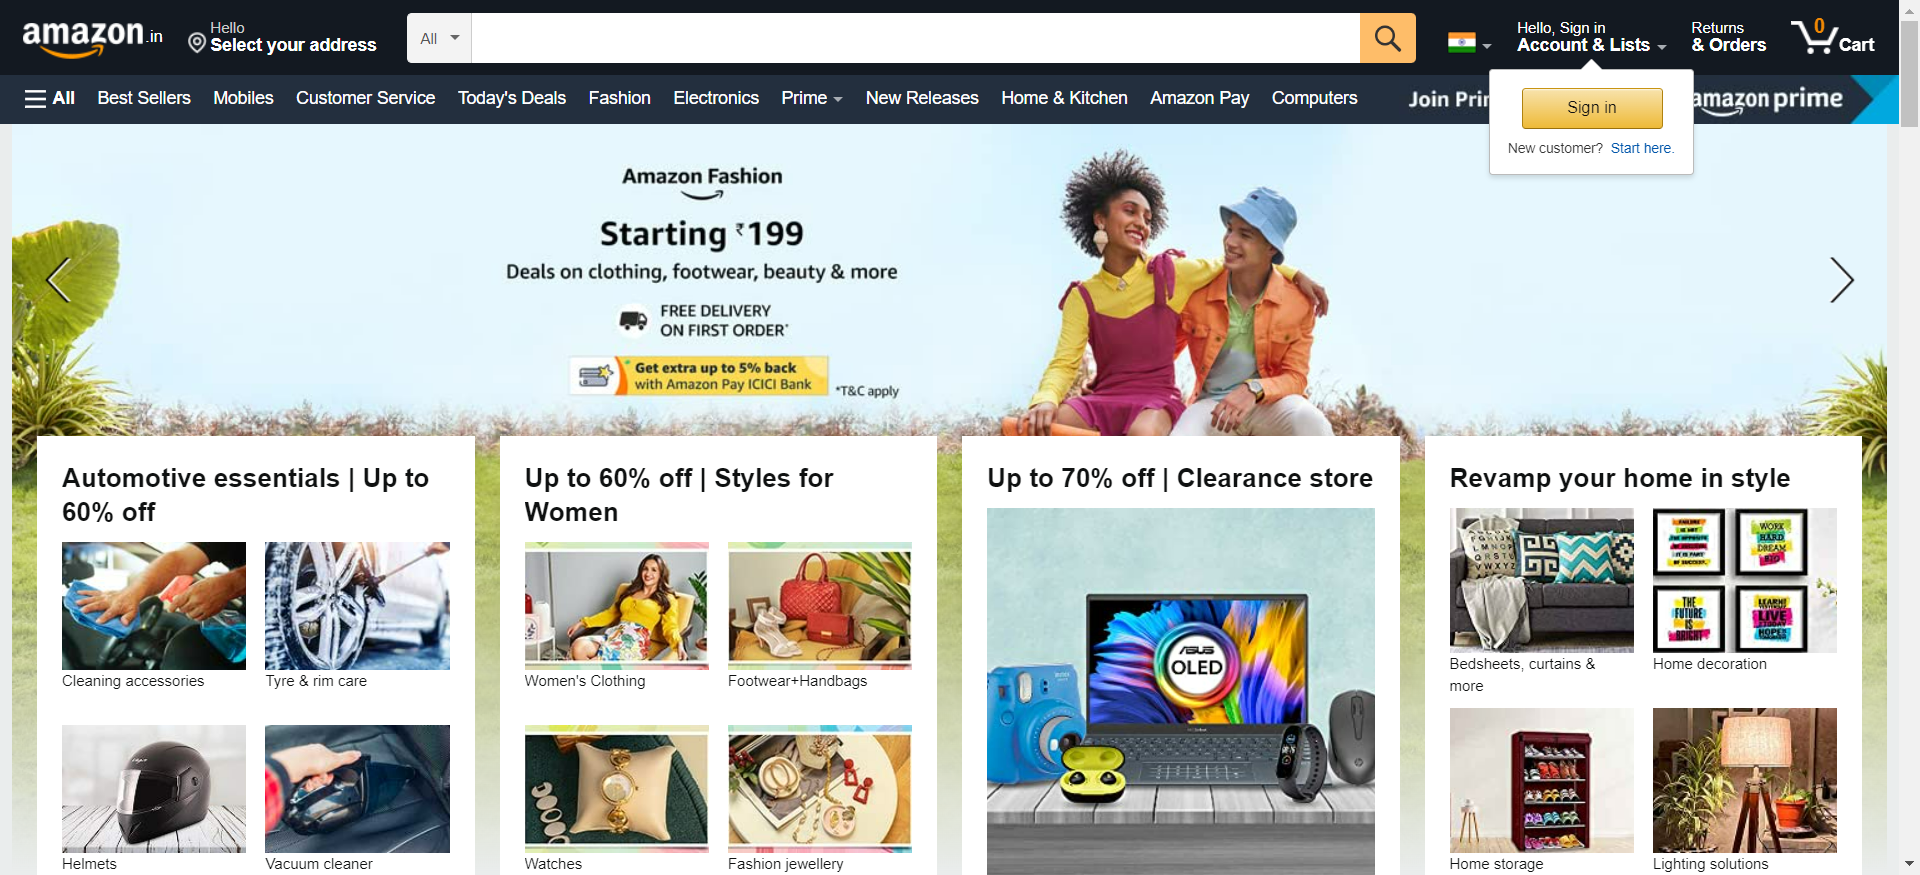 amazon.in
Hello
Select your address
All
Hello, Sign in
Account & Lists
Returns
& Orders
0
Cart
All
Best Sellers
Mobiles
Customer Service
Today's Deals
Fashion
Electronics
Prime
New Releases
Home & Kitchen
Amazon Pay
Computers
Join Pri
amazon prime
Sign in
New customer? Start here.
Amazon Fashion
Starting ₹199
Deals on clothing, footwear, beauty & more
FREE DELIVERY
ON FIRST ORDER*
Get extra up to 5% back
with Amazon Pay ICICI Bank
*T&C apply
Automotive essentials | Up to
60% off
Cleaning accessories
Tyre & rim care
Helmets
Vacuum cleaner
Up to 60% off | Styles for
Women
Women's Clothing
Footwear+Handbags
Watches
Fashion jewellery
Up to 70% off | Clearance store
ASUS
OLED
Revamp your home in style
WORK
HARD
DREAM
BIG
THE
FUTURE
IS
BRIGHT
LIVE
Bedsheets, curtains &
more
Home decoration
Home storage
Lighting solutions